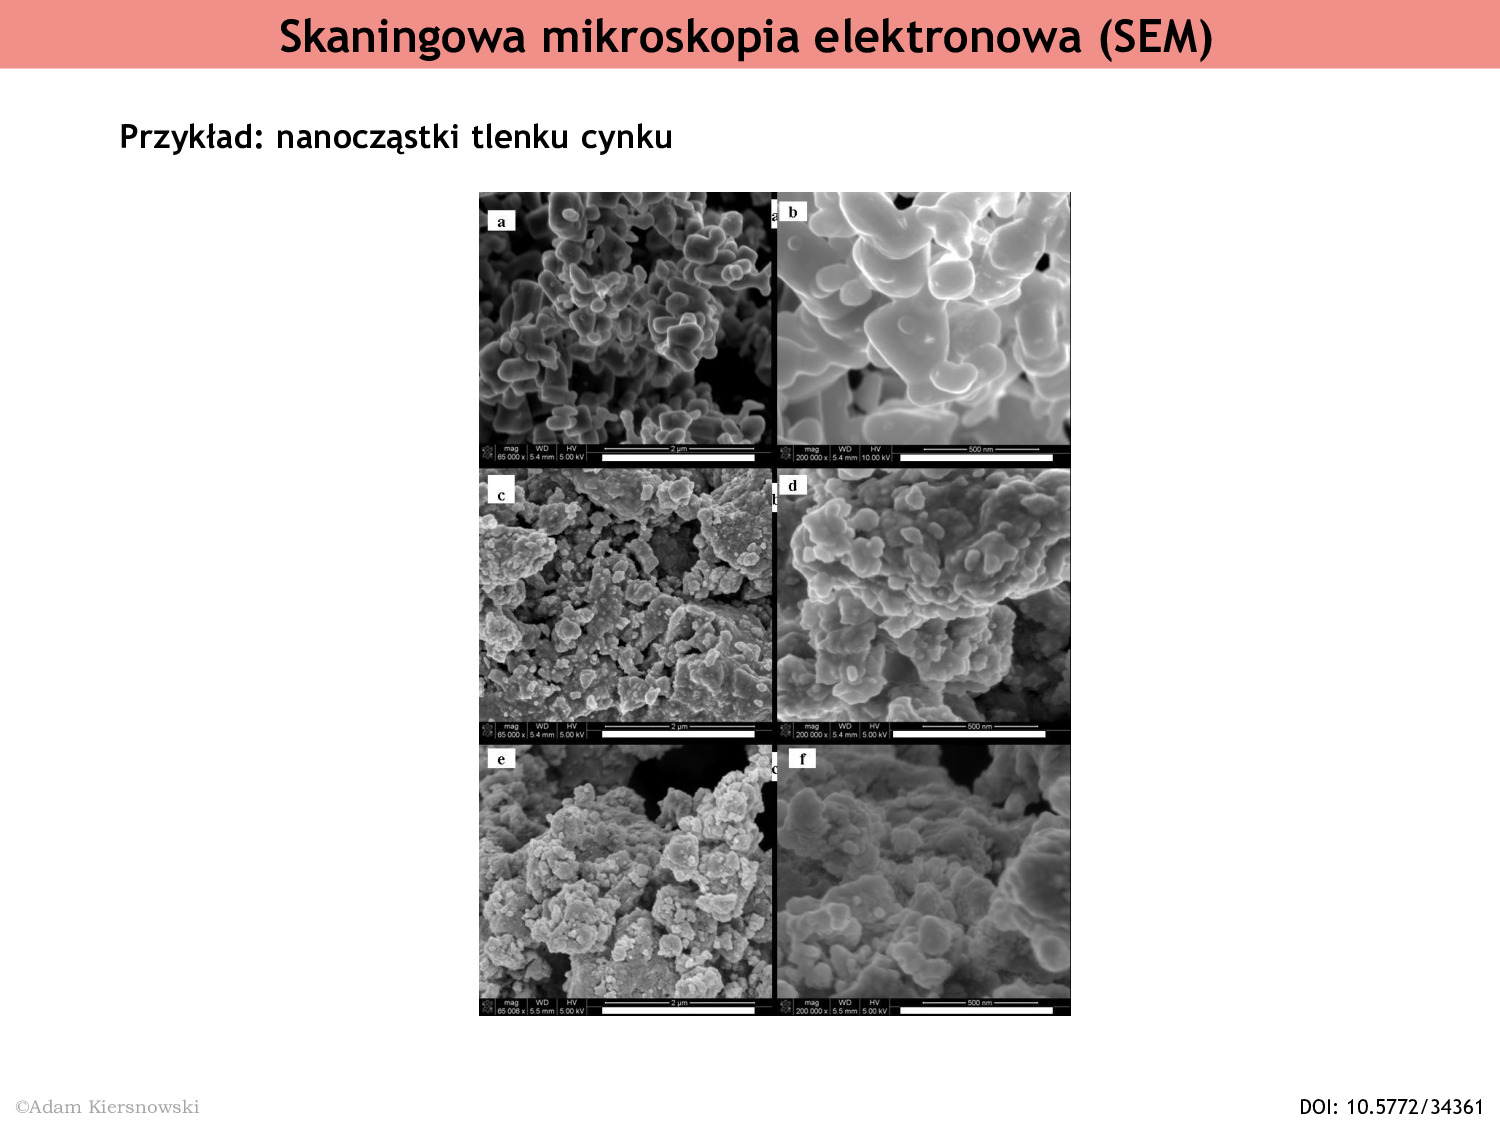 Skaningowa mikroskopia elektronowa (SEM)
Przykład: nanocząstki tlenku cynku
a
a
b
mag WD HV 2 µm
65 000 x 5.4 mm 5.00 kV
mag WD HV 500 nm
200 000 x 5.4 mm 10.00 kV
c
b
d
mag WD HV 2 µm
65 000 x 5.4 mm 5.00 kV
mag WD HV 500 nm
200 000 x 5.4 mm 5.00 kV
e
c
f
mag WD HV 2 µm
65 006 x 5.5 mm 5.00 kV
mag WD HV 500 nm
200 000 x 5.5 mm 5.00 kV
©Adam Kiersnowski
DOI: 10.5772/34361